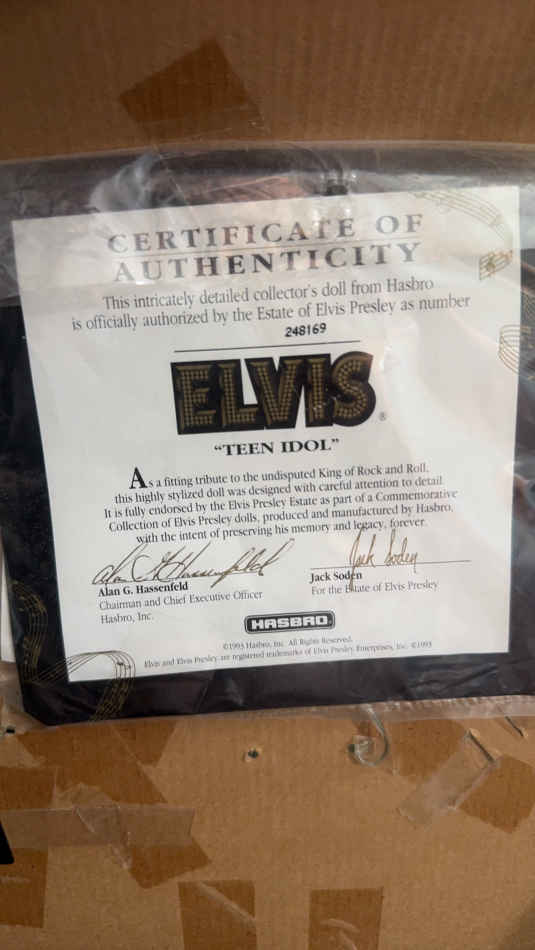 CERTIFICATE OF
AUTHENTICITY
This intricately detailed collector's doll from Hasbro
is officially authorized by the Estate of Elvis Presley as number
248169
ELVIS®
"TEEN IDOL"
As a fitting tribute to the undisputed King of Rock and Roll,
this highly stylized doll was designed with careful attention to detail.
It is fully endorsed by the Elvis Presley Estate as part of a Commemorative
Collection of Elvis Presley dolls, produced and manufactured by Hasbro,
with the intent of preserving his memory and legacy, forever.
Alan G Hassenfeld
Jack Soden
Alan G. Hassenfeld
Chairman and Chief Executive Officer
Hasbro, Inc.
Jack Soden
For the Estate of Elvis Presley
HASBRO
©1993 Hasbro, Inc. All Rights Reserved.
Elvis and Elvis Presley are registered trademarks of Elvis Presley Enterprises, Inc. ©1993